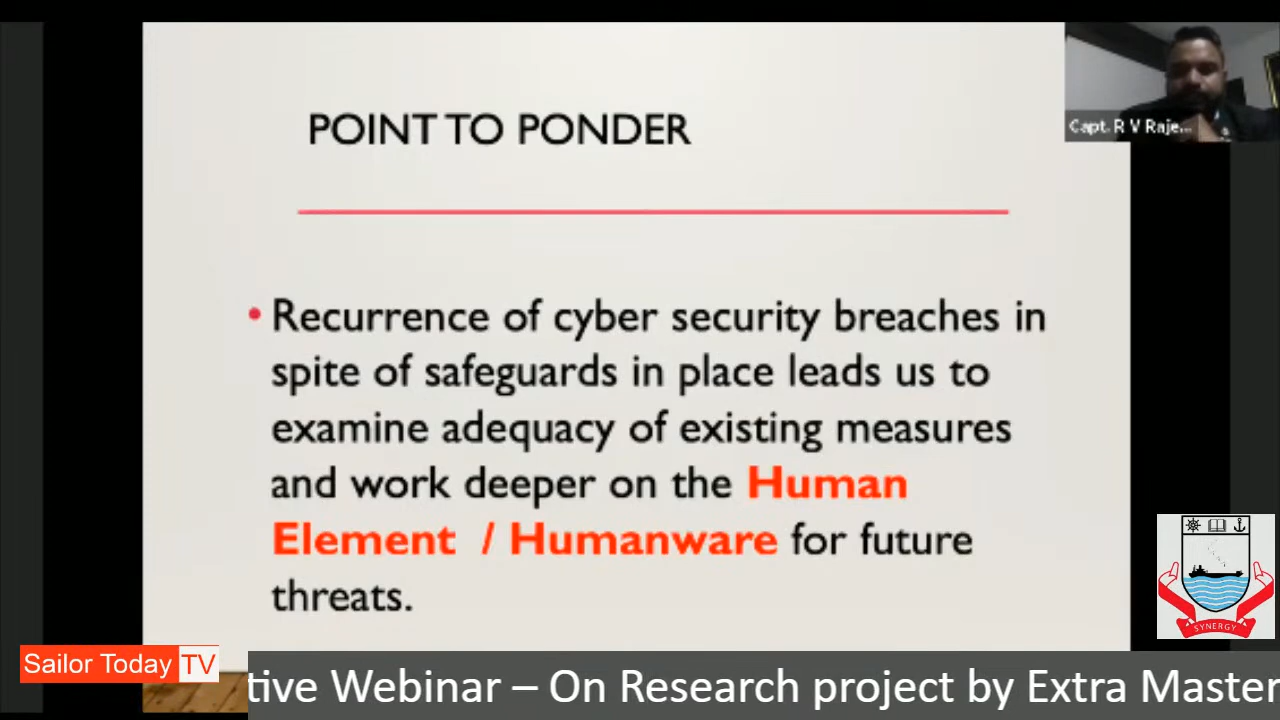 POINT TO PONDER
Capt. R V Raje...
• Recurrence of cyber security breaches in
spite of safeguards in place leads us to
examine adequacy of existing measures
and work deeper on the Human
Element / Humanware for future
threats.
SYNERGY
Sailor Today TV
tive Webinar – On Research project by Extra Master